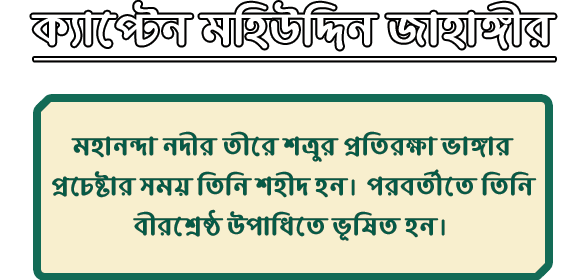 ক্যাপ্টেন মহিউদ্দিন জাহাঙ্গীর
মহানন্দা নদীর তীরে শত্রুর প্রতিরক্ষা ভাঙ্গার
প্রচেষ্টার সময় তিনি শহীদ হন। পরবর্তীতে তিনি
বীরশ্রেষ্ঠ উপাধিতে ভূষিত হন।